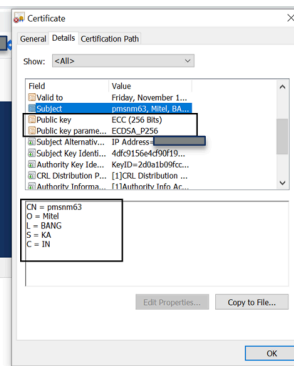 Certificate
General Details Certification Path
Show: <All>
Field Value
Valid to Friday, November 1...
Subject pmsnm63, Mitel, BA...
Public key ECC (256 Bits)
Public key parame... ECDSA_P256
Subject Alternativ... IP Address=
Subject Key Identi... 4dfc9156e4cf90f19...
Authority Key Ide... KeyID=2d0a1b09fcc...
CRL Distribution P... [1]CRL Distribution ...
Authority Informa... [1]Authority Info Ac...
CN = pmsnm63
O = Mitel
L = BANG
S = KA
C = IN
Edit Properties... Copy to File...
OK